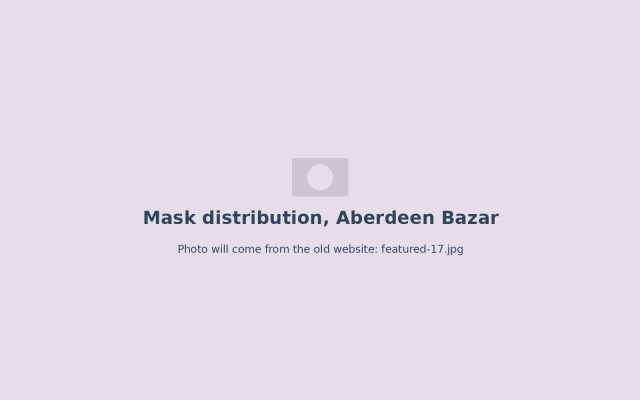 Mask distribution, Aberdeen Bazar
Photo will come from the old website: featured-17.jpg